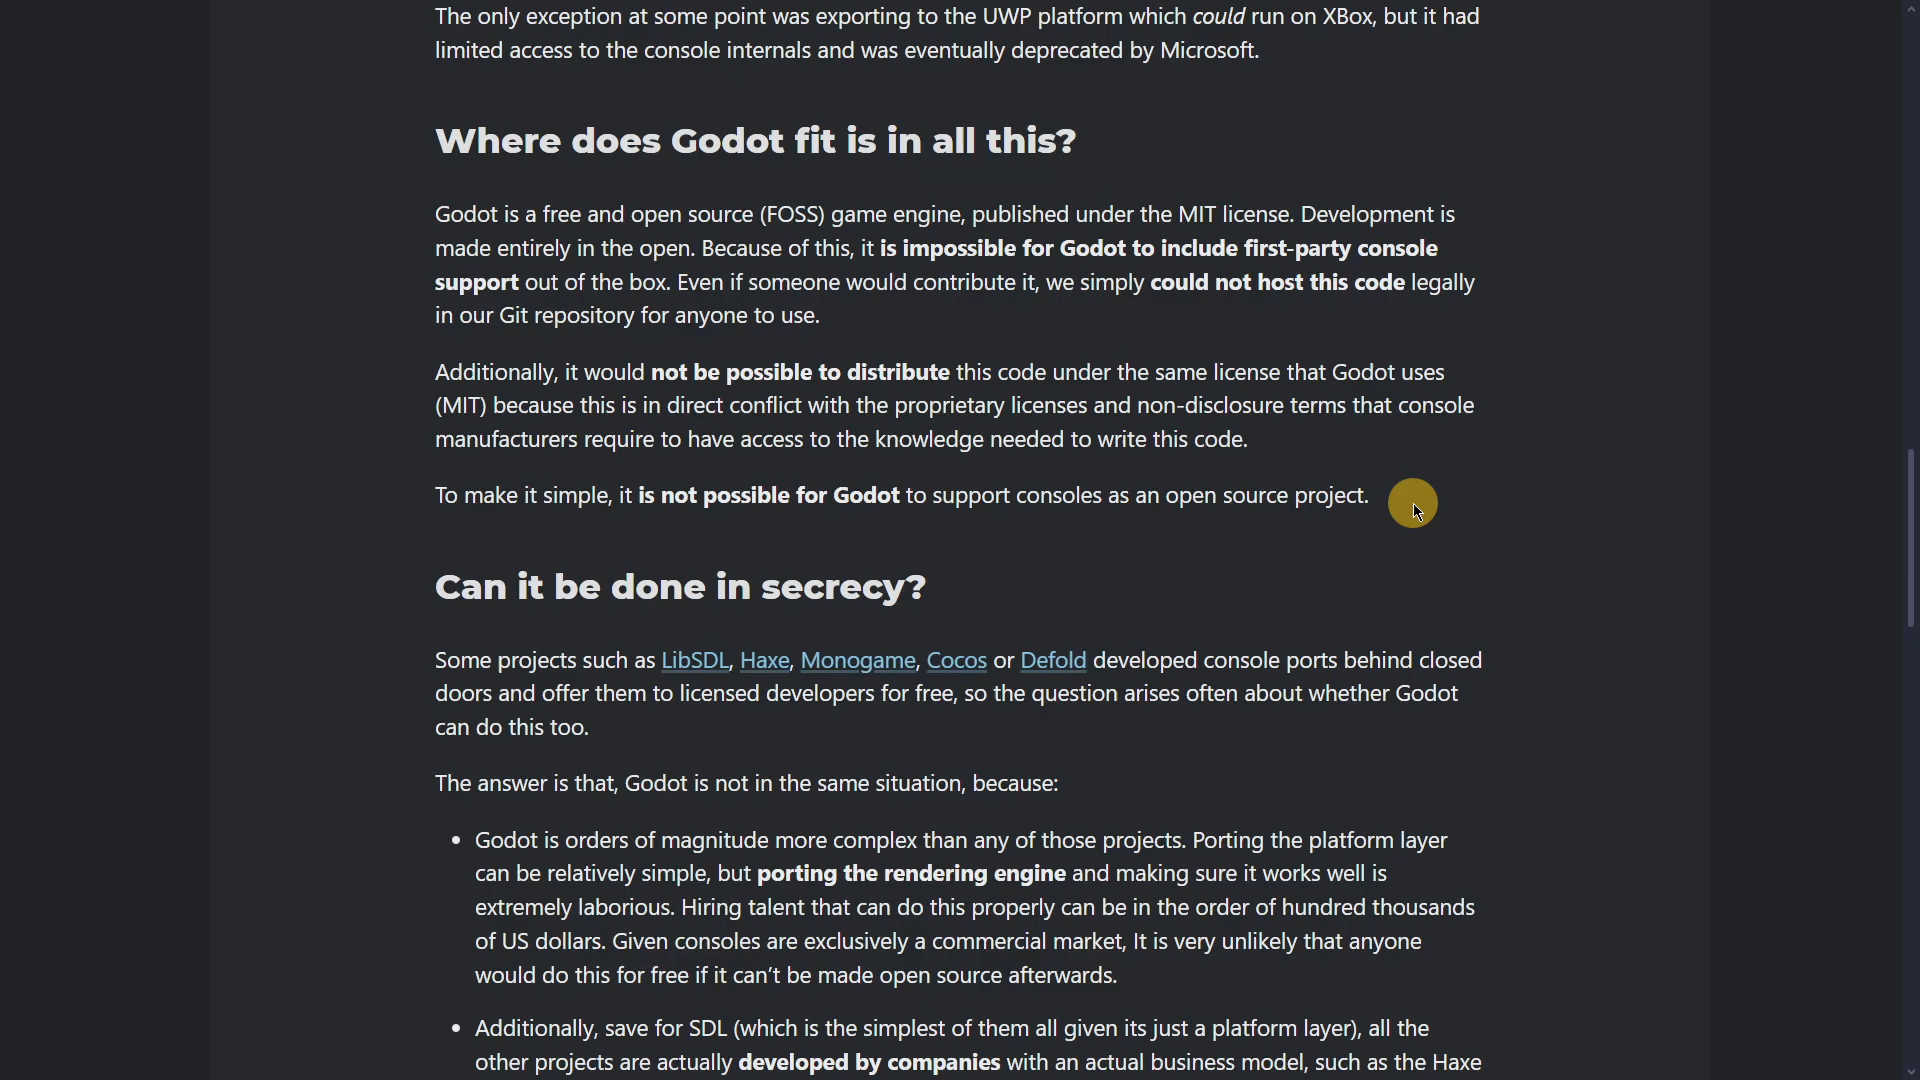 The only exception at some point was exporting to the UWP platform which could run on XBox, but it had
limited access to the console internals and was eventually deprecated by Microsoft.
Where does Godot fit is in all this?
Godot is a free and open source (FOSS) game engine, published under the MIT license. Development is
made entirely in the open. Because of this, it is impossible for Godot to include first-party console
support out of the box. Even if someone would contribute it, we simply could not host this code legally
in our Git repository for anyone to use.
Additionally, it would not be possible to distribute this code under the same license that Godot uses
(MIT) because this is in direct conflict with the proprietary licenses and non-disclosure terms that console
manufacturers require to have access to the knowledge needed to write this code.
To make it simple, it is not possible for Godot to support consoles as an open source project.
Can it be done in secrecy?
Some projects such as LibSDL, Haxe, Monogame, Cocos or Defold developed console ports behind closed
doors and offer them to licensed developers for free, so the question arises often about whether Godot
can do this too.
The answer is that, Godot is not in the same situation, because:
• Godot is orders of magnitude more complex than any of those projects. Porting the platform layer
can be relatively simple, but porting the rendering engine and making sure it works well is
extremely laborious. Hiring talent that can do this properly can be in the order of hundred thousands
of US dollars. Given consoles are exclusively a commercial market, It is very unlikely that anyone
would do this for free if it can't be made open source afterwards.
• Additionally, save for SDL (which is the simplest of them all given its just a platform layer), all the
other projects are actually developed by companies with an actual business model, such as the Haxe